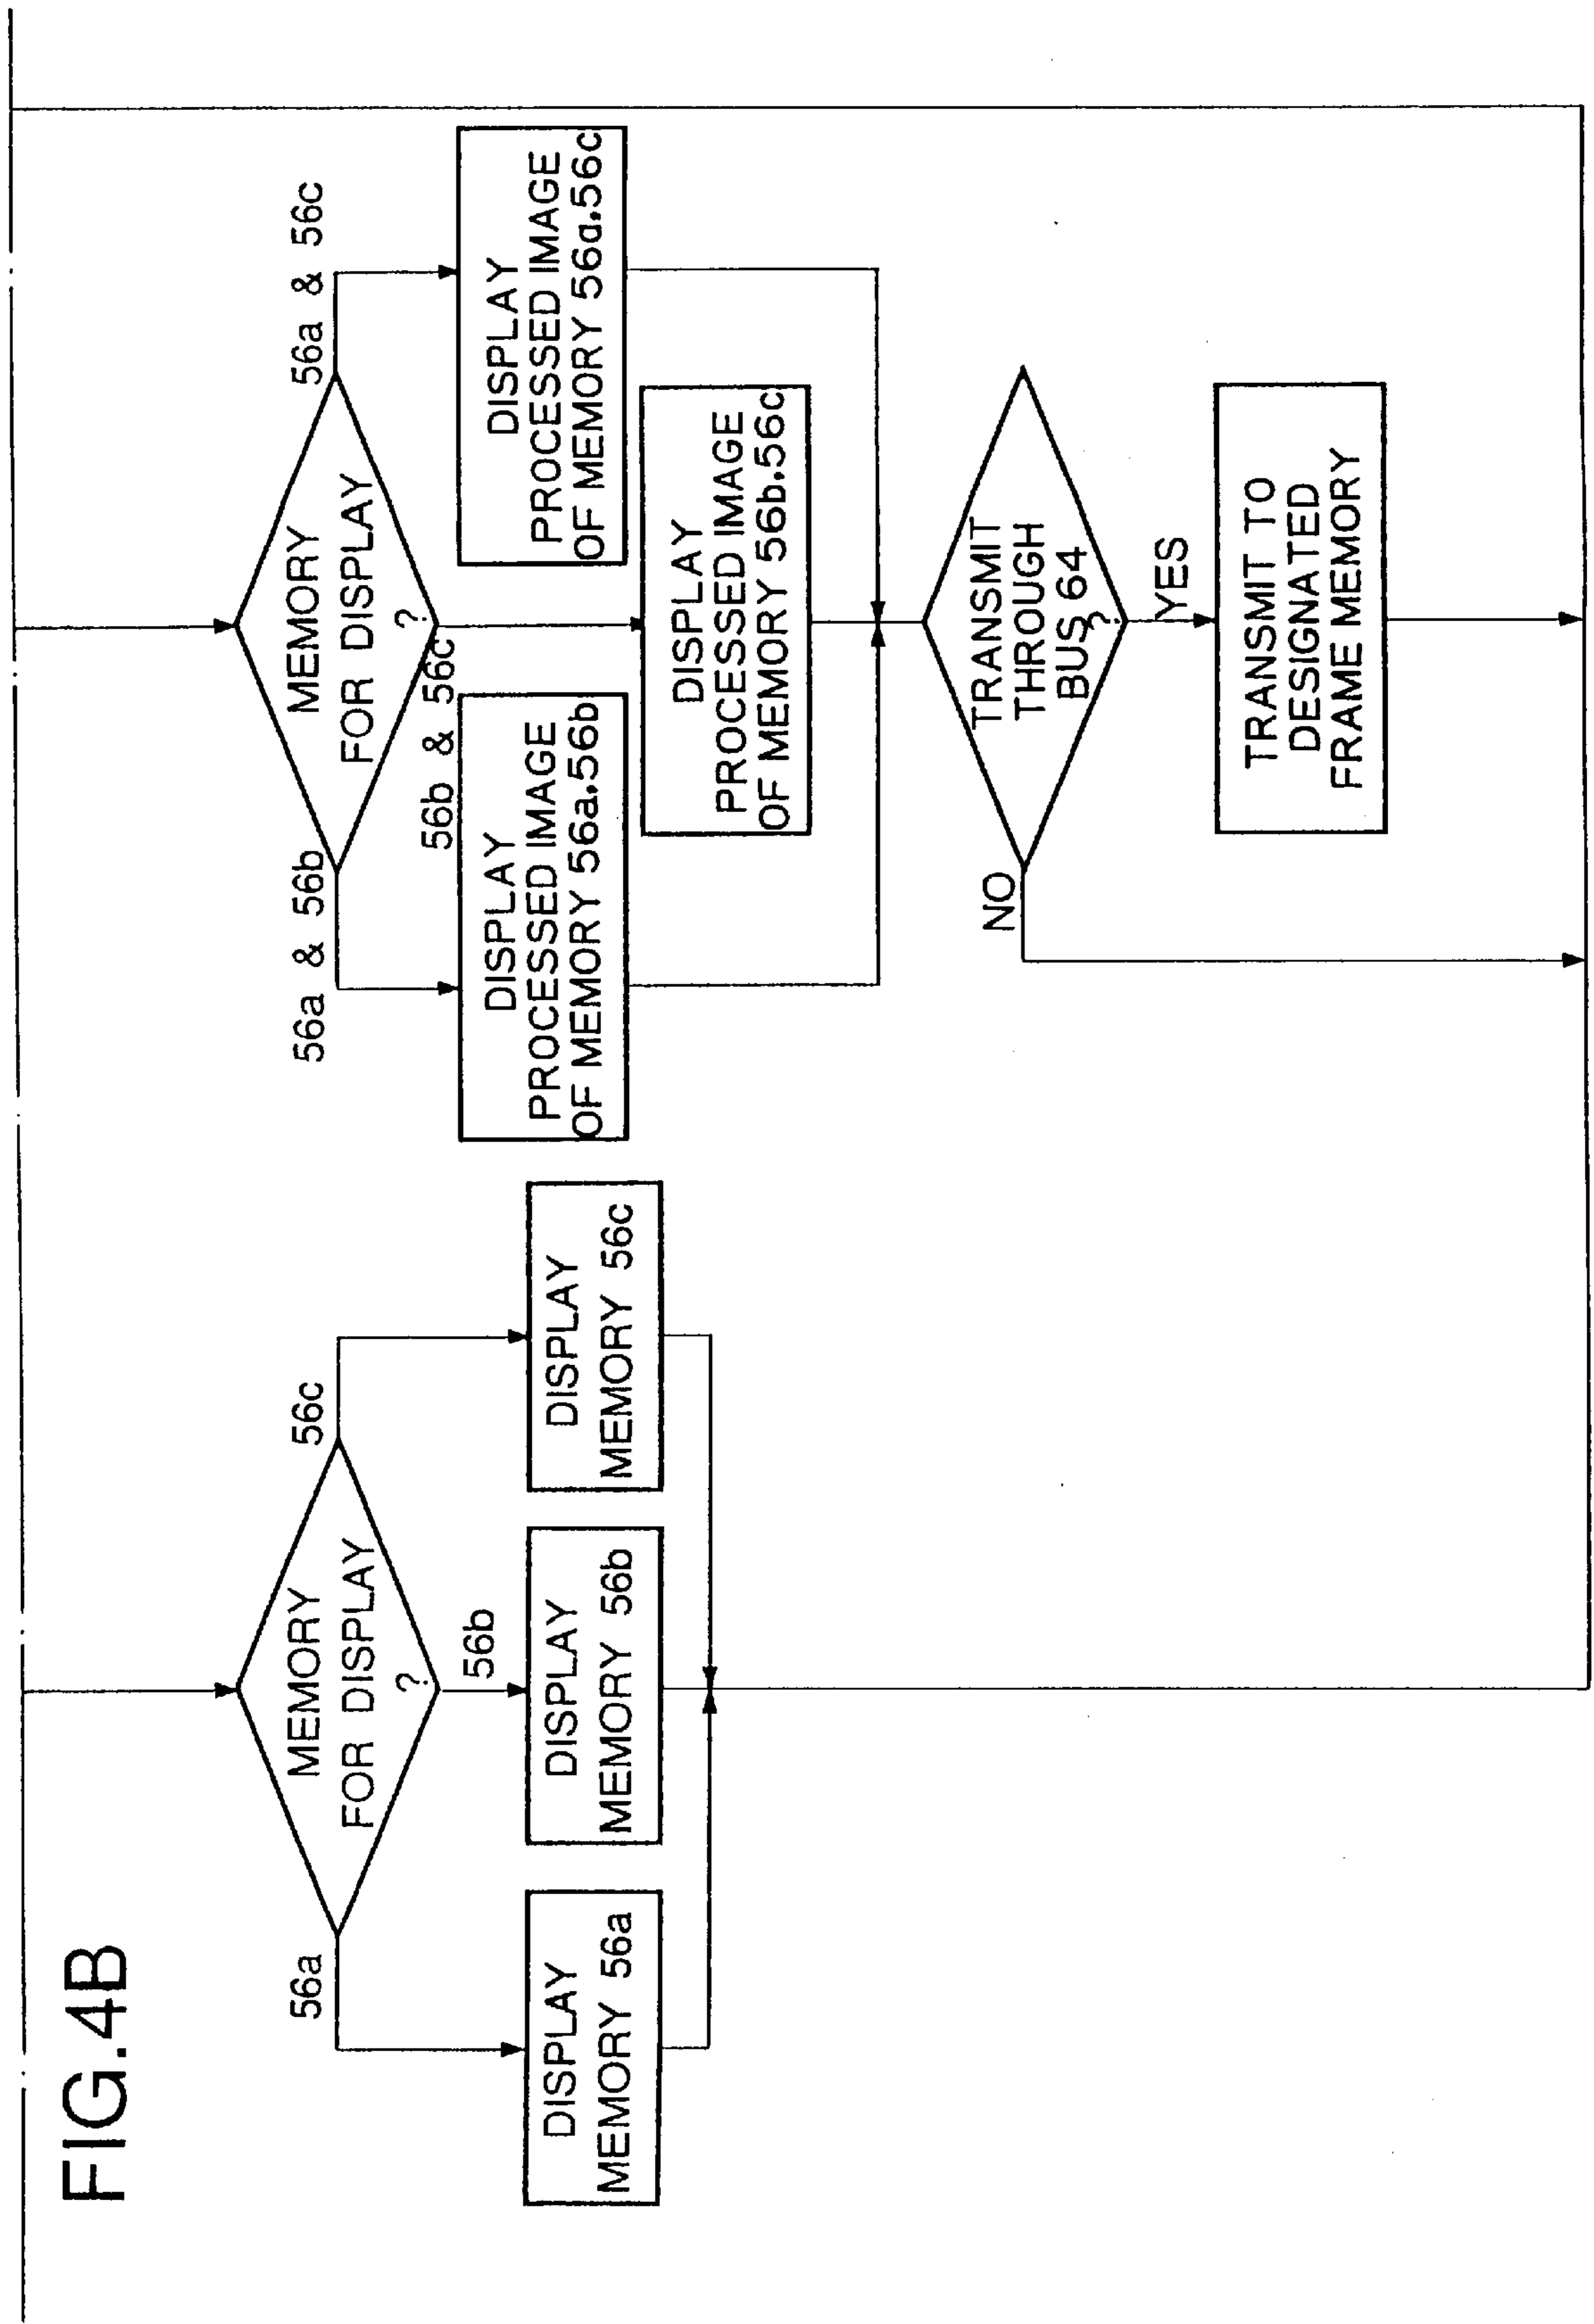 FIG.4B
MEMORY
FOR DISPLAY
?
56a
56b
56c
DISPLAY
MEMORY 56a
DISPLAY
MEMORY 56b
DISPLAY
MEMORY 56c
MEMORY
FOR DISPLAY
?
56a & 56b
56b & 56c
56a & 56c
DISPLAY
PROCESSED IMAGE
OF MEMORY 56a.56b
DISPLAY
PROCESSED IMAGE
OF MEMORY 56b.56c
DISPLAY
PROCESSED IMAGE
OF MEMORY 56a.56c
TRANSMIT
THROUGH
BUS 64
?
NO
YES
TRANSMIT TO
DESIGNATED
FRAME MEMORY